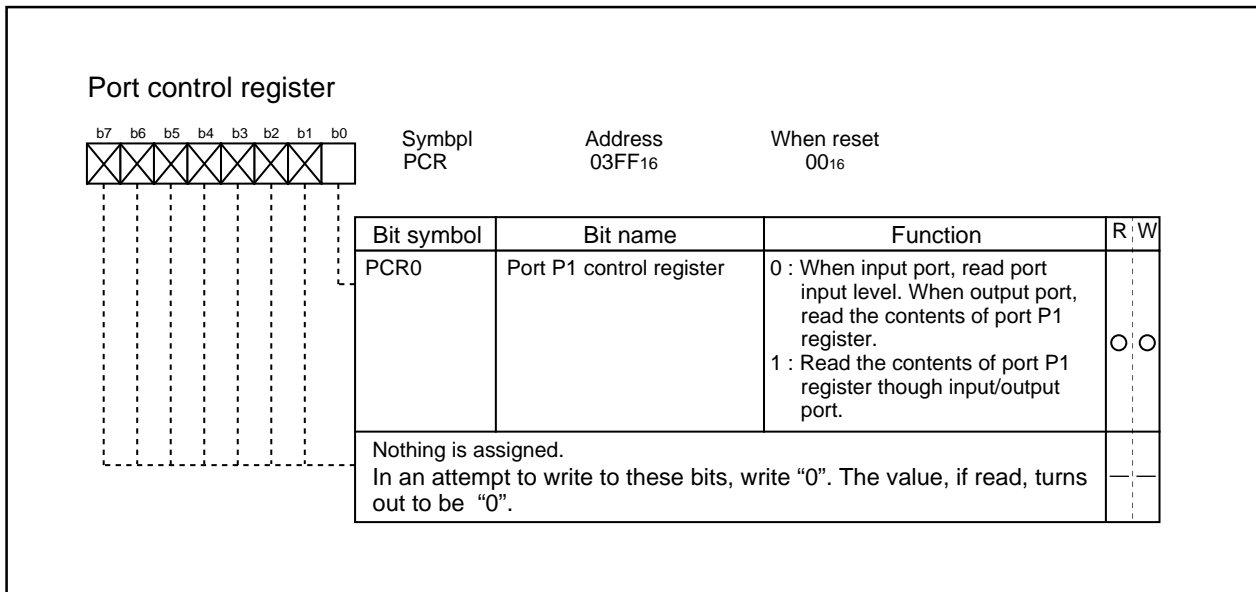 Port control register
b7 b6 b5 b4 b3 b2 b1 b0
Symbpl Address When reset
PCR 03FF16 0016
Bit symbol Bit name Function R W
PCR0 Port P1 control register 0 : When input port, read port
input level. When output port,
read the contents of port P1
register.
1 : Read the contents of port P1
register though input/output
port.
Nothing is assigned.
In an attempt to write to these bits, write “0”. The value, if read, turns
out to be “0”.